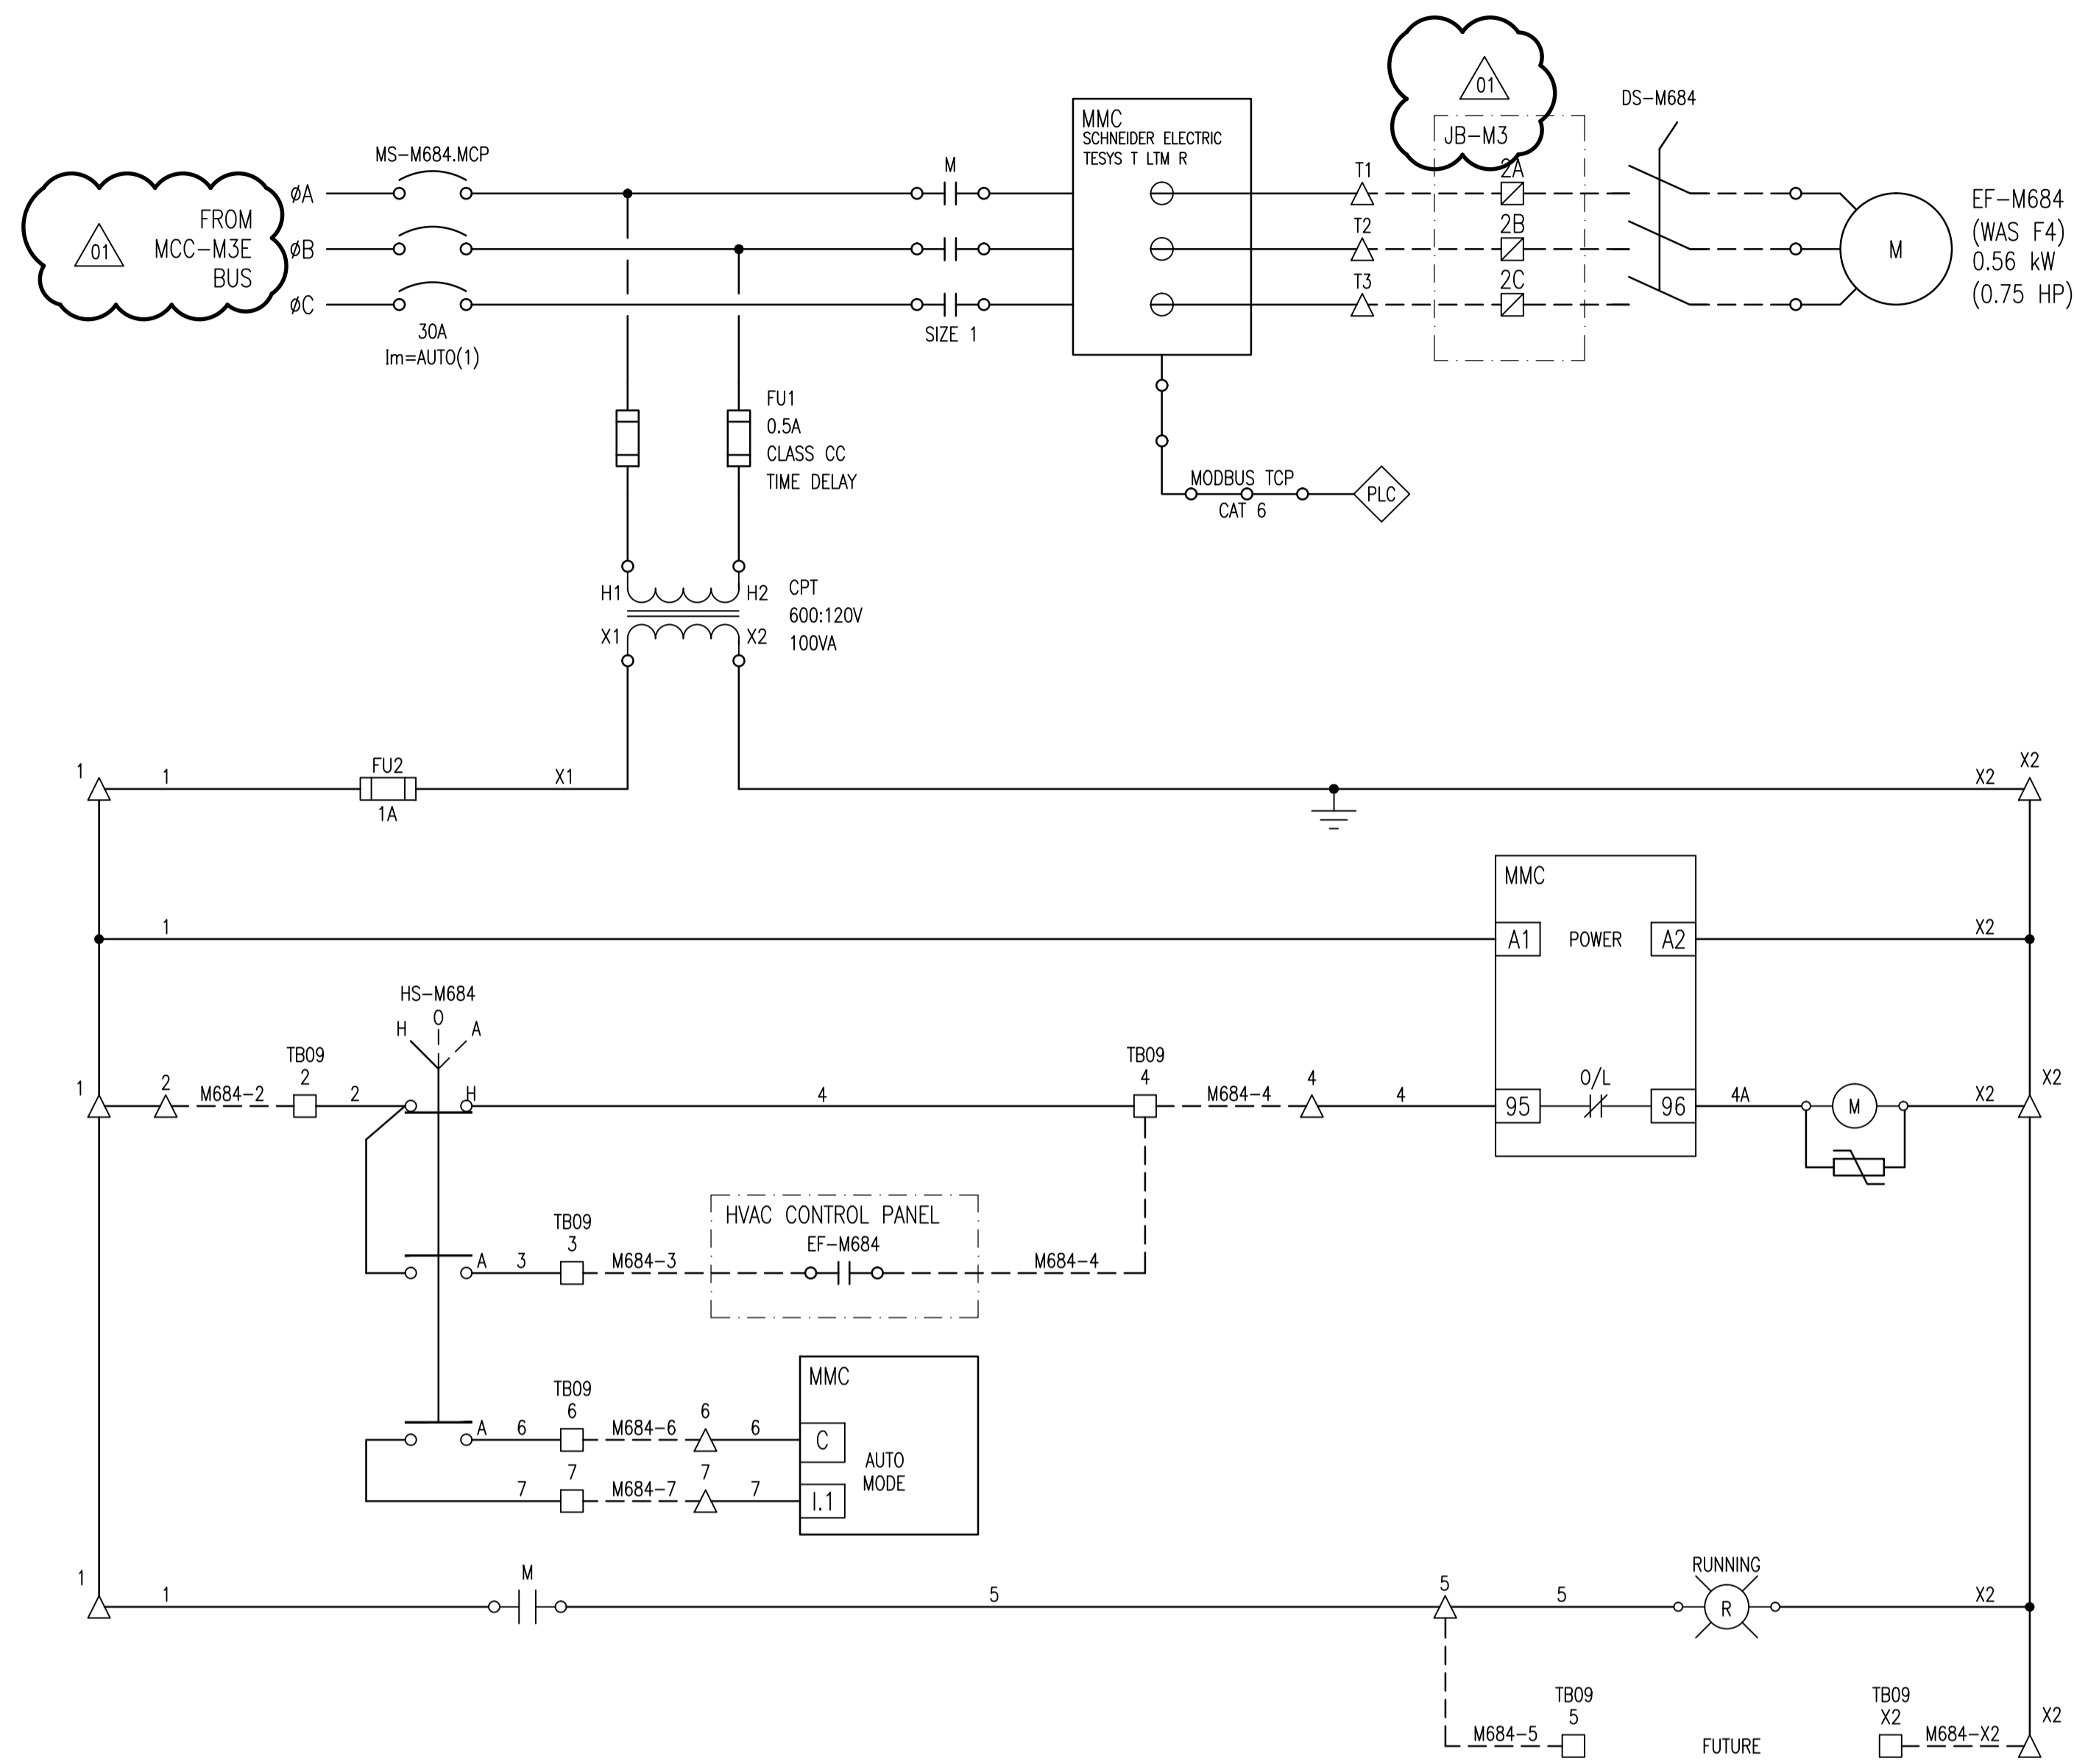 01
FROM
MCC-M3E
BUS
01
JB-M3
DS-M684
MS-M684.MCP
øA
øB
øC
30A
Im=AUTO(1)
M
SIZE 1
MMC
SCHNEIDER ELECTRIC
TESYS T LTM R
T1
T2
T3
2A
2B
2C
M
EF-M684
(WAS F4)
0.56 kW
(0.75 HP)
FU1
0.5A
CLASS CC
TIME DELAY
MODBUS TCP
CAT 6
PLC
H1
H2
X1
X2
CPT
600:120V
100VA
1
1
FU2
1A
X1
X2
X2
1
MMC
A1
POWER
A2
X2
HS-M684
H
O
A
1
2
M684-2
TB09
2
2
H
4
TB09
4
M684-4
4
4
95
O/L
96
4A
M
X2
X2
A
3
TB09
3
M684-3
HVAC CONTROL PANEL
EF-M684
M684-4
A
6
TB09
6
M684-6
6
6
MMC
C
AUTO
MODE
7
7
M684-7
7
7
I.1
1
1
M
5
5
5
RUNNING
R
X2
M684-5
TB09
5
FUTURE
TB09
X2
M684-X2
X2